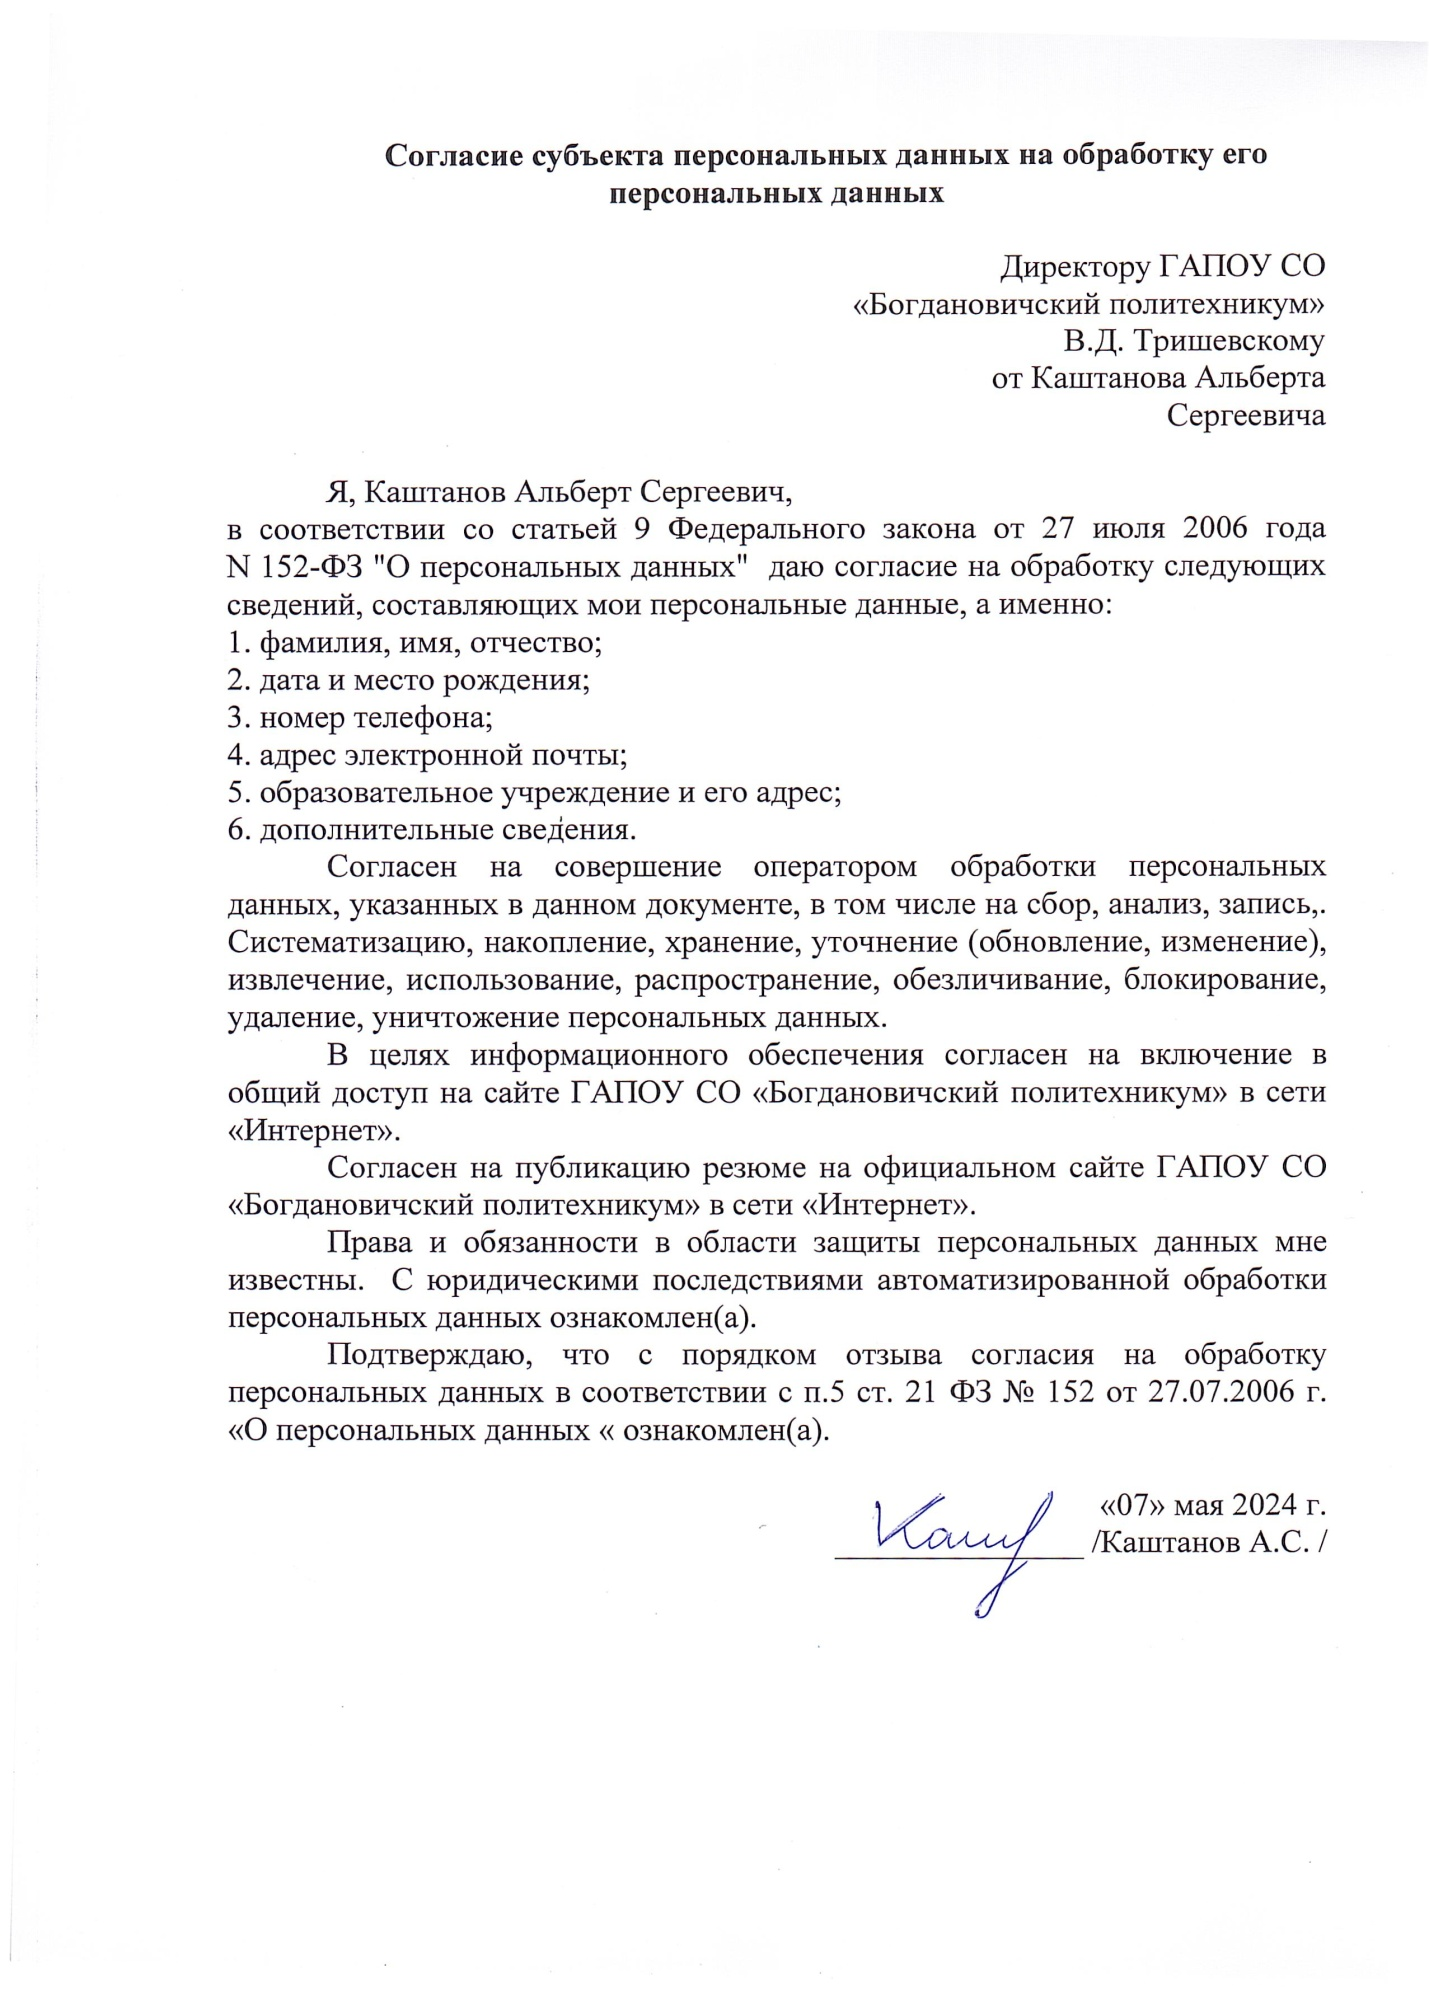 Согласие субъекта персональных данных на обработку его
персональных данных
Директору ГАПОУ СО
«Богдановичский политехникум»
В.Д. Тришевскому
от Каштанова Альберта
Сергеевича
Я, Каштанов Альберт Сергеевич,
в соответствии со статьей 9 Федерального закона от 27 июля 2006 года
N 152-ФЗ "О персональных данных"  даю согласие на обработку следующих
сведений, составляющих мои персональные данные, а именно:
1. фамилия, имя, отчество;
2. дата и место рождения;
3. номер телефона;
4. адрес электронной почты;
5. образовательное учреждение и его адрес;
6. дополнительные сведения.
Согласен на совершение оператором обработки персональных
данных, указанных в данном документе, в том числе на сбор, анализ, запись,.
Систематизацию, накопление, хранение, уточнение (обновление, изменение),
извлечение, использование, распространение, обезличивание, блокирование,
удаление, уничтожение персональных данных.
В целях информационного обеспечения согласен на включение в
общий доступ на сайте ГАПОУ СО «Богдановичский политехникум» в сети
«Интернет».
Согласен на публикацию резюме на официальном сайте ГАПОУ СО
«Богдановичский политехникум» в сети «Интернет».
Права и обязанности в области защиты персональных данных мне
известны.  С юридическими последствиями автоматизированной обработки
персональных данных ознакомлен(а).
Подтверждаю, что с порядком отзыва согласия на обработку
персональных данных в соответствии с п.5 ст. 21 ФЗ № 152 от 27.07.2006 г.
«О персональных данных « ознакомлен(а).
«07» мая 2024 г.
_______________ /Каштанов А.С. /